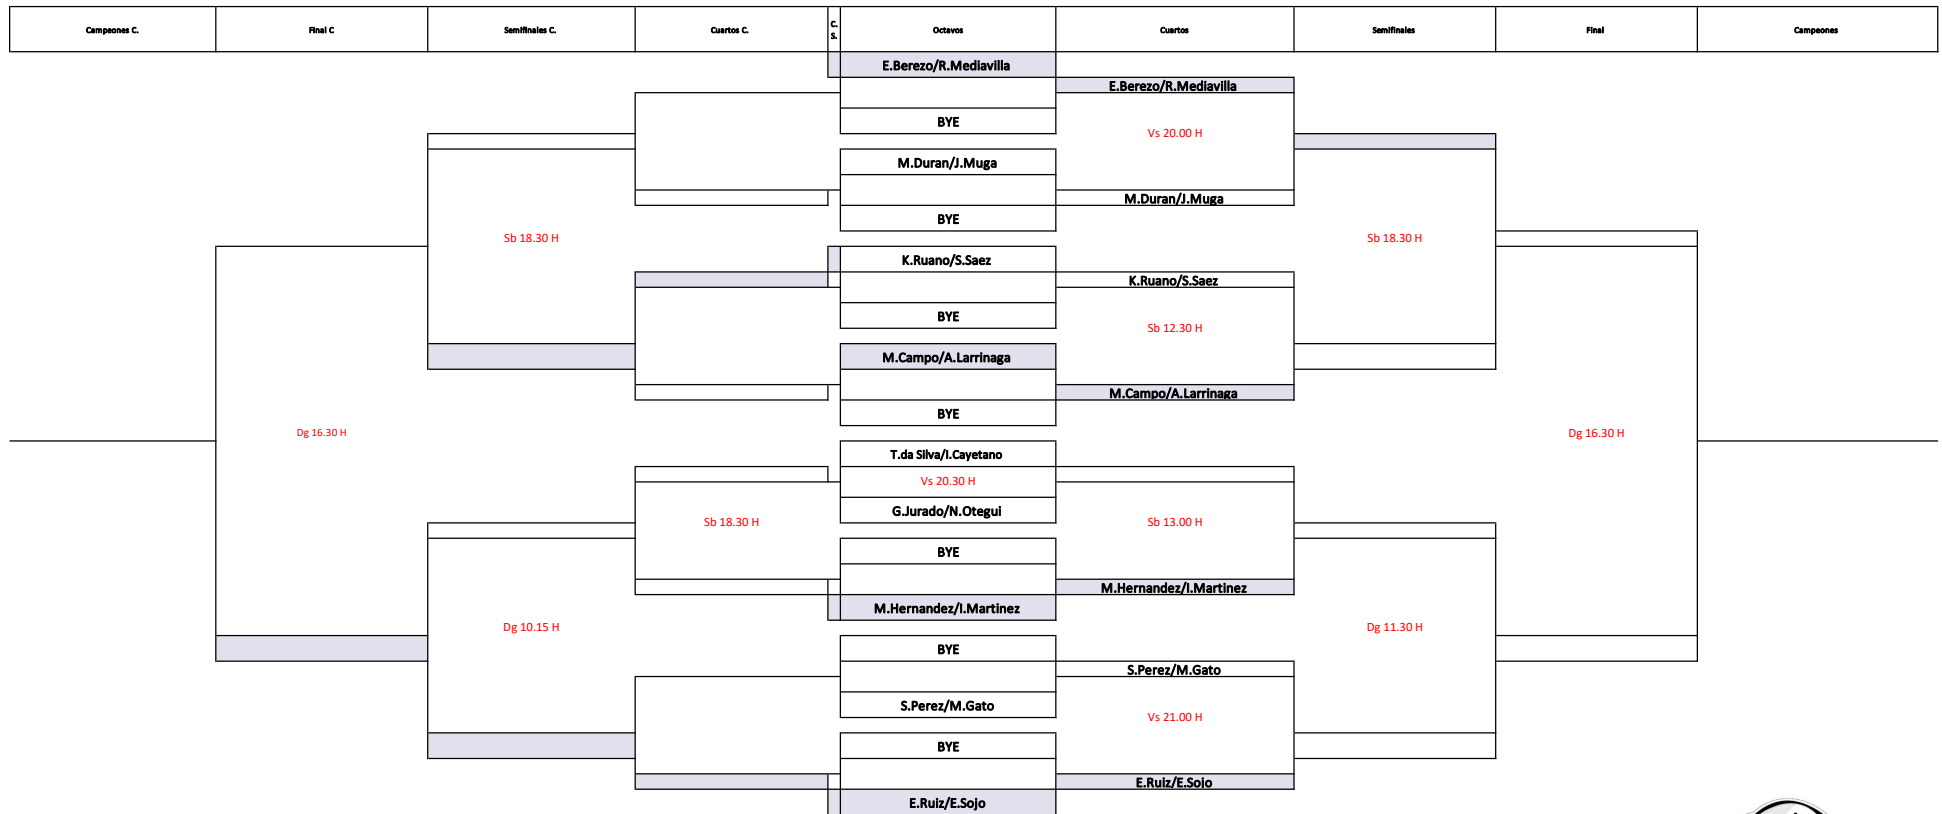 Campeones C.
Final C
Semifinales C.
Cuartos C.
C.
S.
Octavos
Cuartos
Semifinales
Final
Campeones
E.Berezo/R.Mediavilla
E.Berezo/R.Mediavilla
BYE
Vs 20.00 H
M.Duran/J.Muga
M.Duran/J.Muga
BYE
Sb 18.30 H
Sb 18.30 H
K.Ruano/S.Saez
K.Ruano/S.Saez
BYE
Sb 12.30 H
M.Campo/A.Larrinaga
M.Campo/A.Larrinaga
BYE
Dg 16.30 H
Dg 16.30 H
T.da Silva/I.Cayetano
Vs 20.30 H
G.Jurado/N.Otegui
Sb 18.30 H
Sb 13.00 H
BYE
M.Hernandez/I.Martinez
M.Hernandez/I.Martinez
Dg 10.15 H
Dg 11.30 H
BYE
S.Perez/M.Gato
S.Perez/M.Gato
Vs 21.00 H
BYE
E.Ruiz/E.Sojo
E.Ruiz/E.Sojo